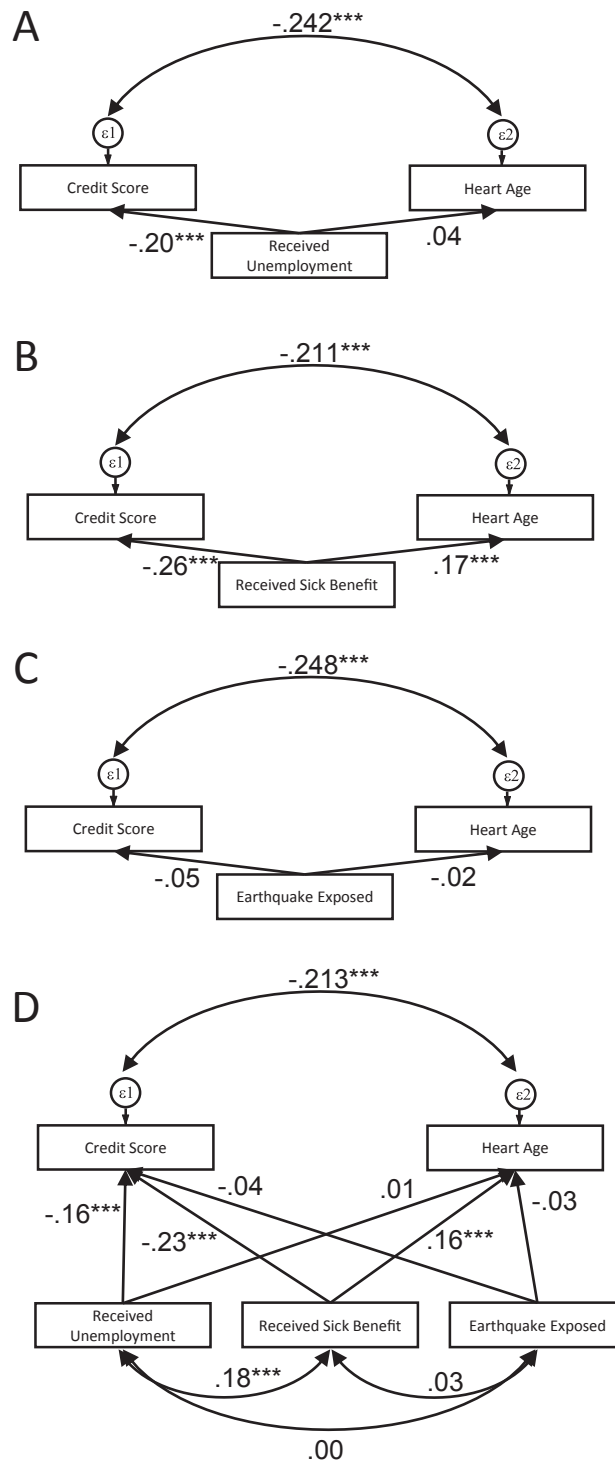 A
-.242***
ε1
ε2
Credit Score
Heart Age
-.20***
.04
Received
Unemployment
B
-.211***
ε1
ε2
Credit Score
Heart Age
-.26***
.17***
Received Sick Benefit
C
-.248***
ε1
ε2
Credit Score
Heart Age
-.05
-.02
Earthquake Exposed
D
-.213***
ε1
ε2
Credit Score
Heart Age
-.16***
-.23***
-.04
.01
.16***
-.03
Received
Unemployment
Received Sick Benefit
Earthquake Exposed
.18***
.03
.00